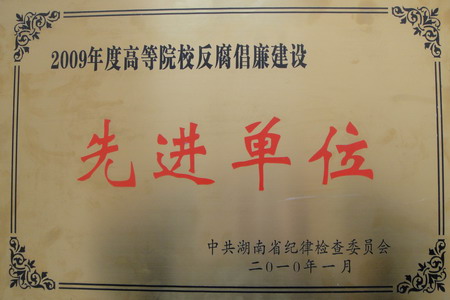 2009年度高等院校反腐倡廉建设
先进单位
中共湖南省纪律检查委员会
二〇一〇年一月